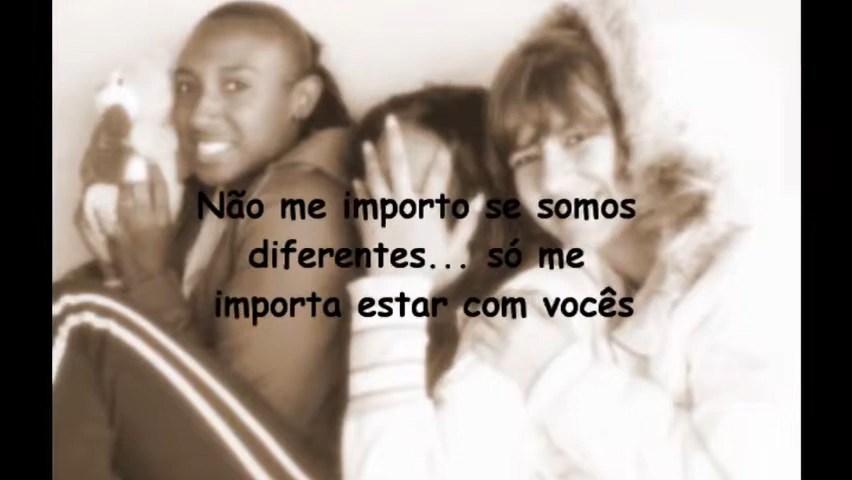 Não me importo se somos
diferentes... só me
importa estar com vocês